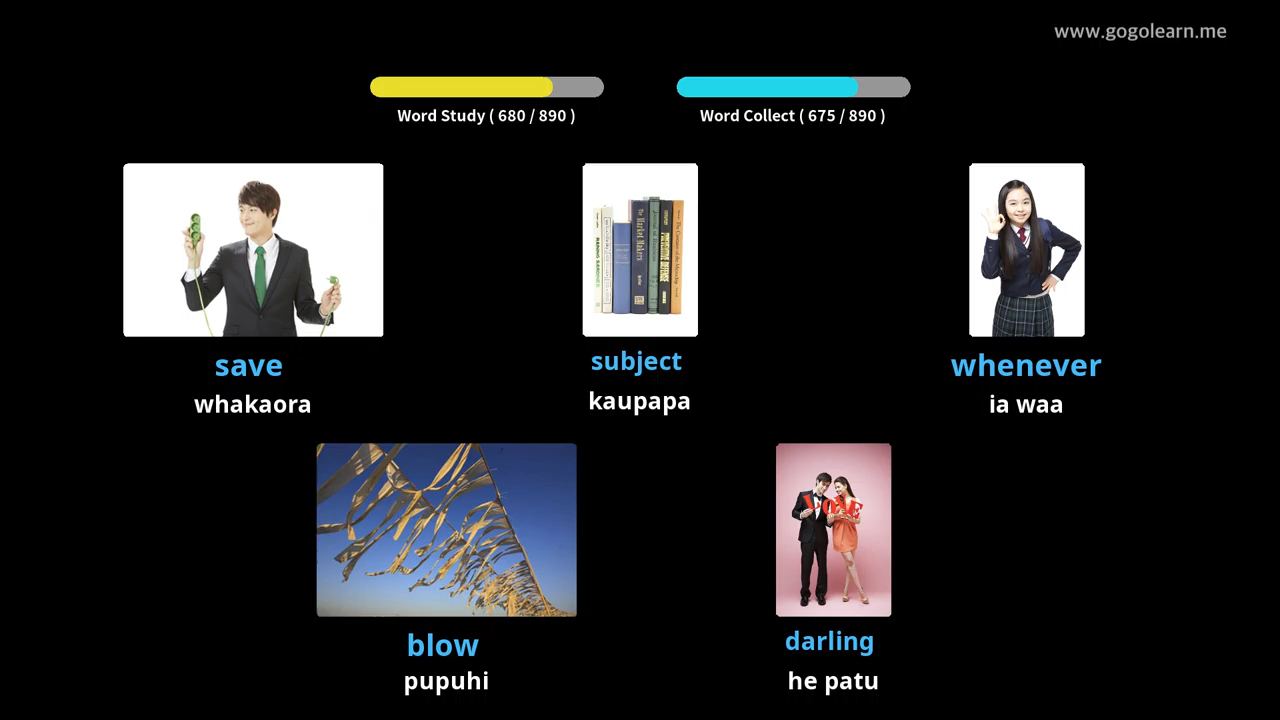 www.gogolearn.me
Word Study ( 680 / 890 )
Word Collect ( 675 / 890 )
save
whakaora
subject
kaupapa
whenever
ia waa
blow
pupuhi
darling
he patu